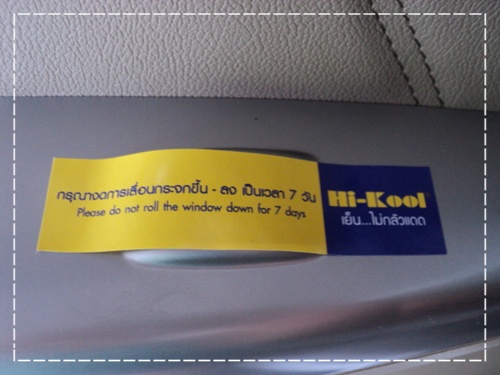 กรุณางดการเลื่อนกระจกขึ้น - ลง เป็นเวลา 7 วัน
Please do not roll the window down for 7 days
Hi-Kool
เย็น...ไม่กลัวแดด